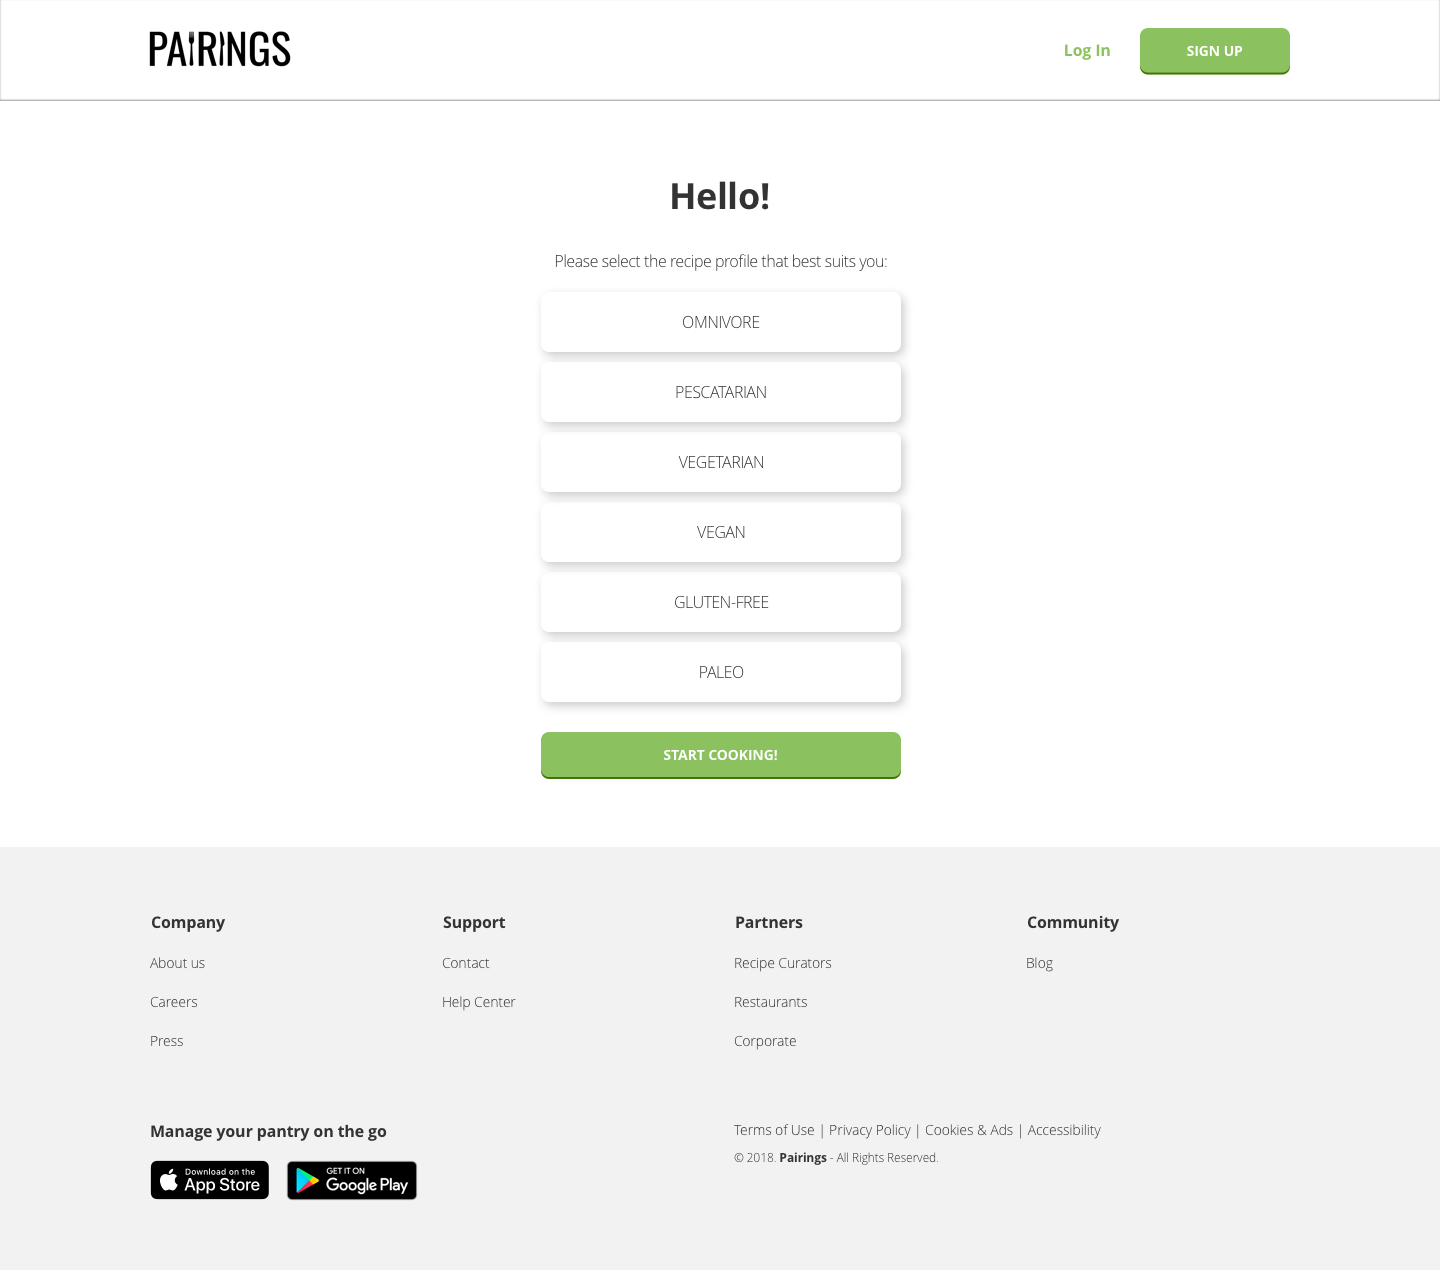 PAIRINGS
Log In
SIGN UP
Hello!
Please select the recipe profile that best suits you:
OMNIVORE
PESCATARIAN
VEGETARIAN
VEGAN
GLUTEN-FREE
PALEO
START COOKING!
Company
About us
Careers
Press
Support
Contact
Help Center
Partners
Recipe Curators
Restaurants
Corporate
Community
Blog
Manage your pantry on the go
Download on the
App Store
GET IT ON
Google Play
Terms of Use | Privacy Policy | Cookies & Ads | Accessibility
© 2018. Pairings - All Rights Reserved.